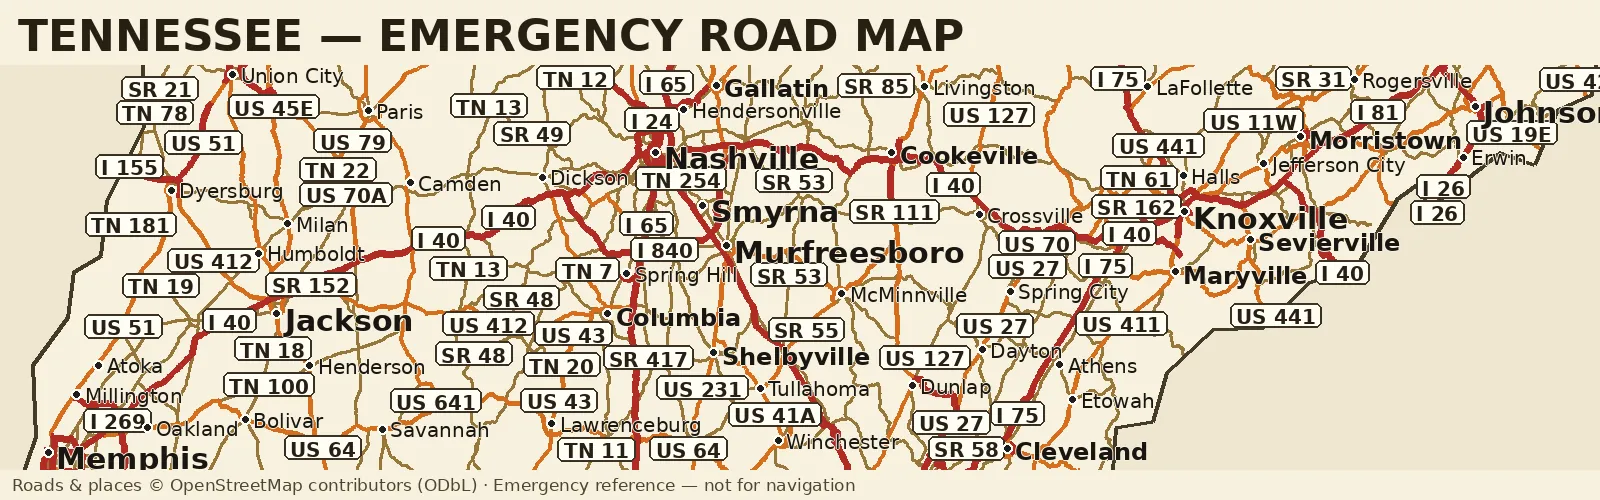 TENNESSEE — EMERGENCY ROAD MAP
Union City
TN 12
I 65
Gallatin
SR 85
Livingston
I 75
LaFollette
SR 31
Rogersville
SR 21
US 45E
Paris
TN 13
Hendersonville
US 127
I 81
TN 78
I 24
US 11W
SR 49
US 51
US 79
US 441
Morristown
US 19E
I 155
TN 22
Nashville
Cookeville
Jefferson City
Erwin
Dyersburg
US 70A
Camden
Dickson
TN 254
SR 53
I 40
TN 61
Halls
I 26
TN 181
Milan
I 40
I 65
Smyrna
SR 111
Crossville
SR 162
Knoxville
I 26
I 40
US 412
Humboldt
I 840
Murfreesboro
US 70
I 40
Sevierville
TN 13
TN 7
Spring Hill
SR 53
US 27
I 75
Maryville
I 40
TN 19
SR 152
SR 48
McMinnville
Spring City
US 51
I 40
Jackson
US 412
Columbia
US 43
SR 55
US 27
US 411
US 441
TN 18
SR 48
Atoka
Henderson
TN 20
SR 417
Shelbyville
US 127
Dayton
Athens
TN 100
Millington
US 641
US 43
US 231
Tullahoma
Dunlap
Etowah
I 269
Oakland
Bolivar
Savannah
Lawrenceburg
US 41A
US 27
I 75
Memphis
US 64
TN 11
US 64
Winchester
SR 58
Cleveland
Roads & places © OpenStreetMap contributors (ODbL) · Emergency reference — not for navigation